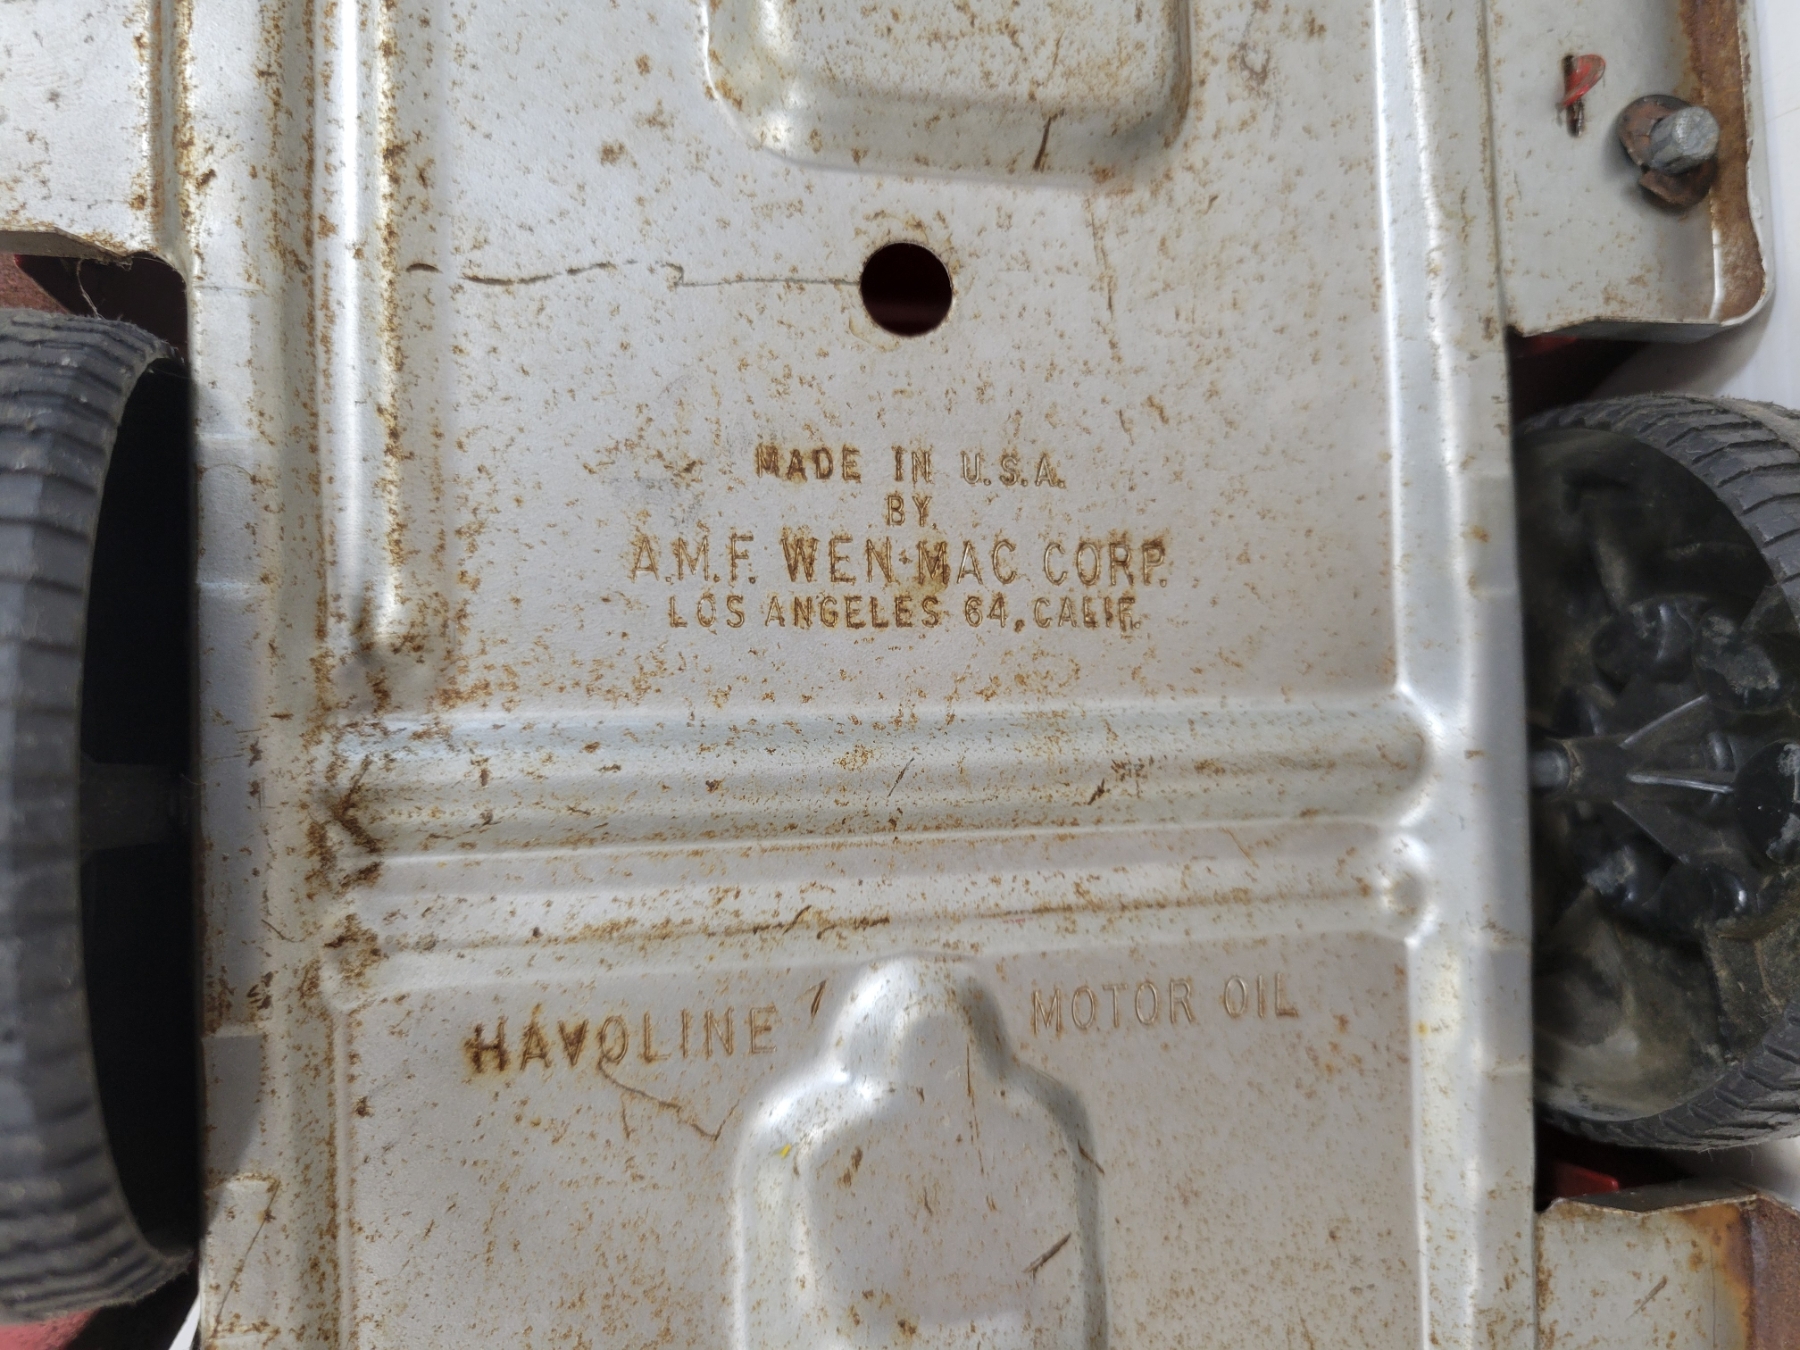 MADE IN U.S.A.
BY
A.M.F. WEN-MAC CORP.
LOS ANGELES 64, CALIF.
HAVOLINE MOTOR OIL